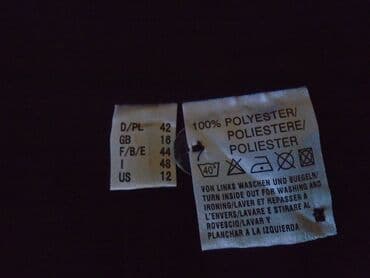 D/PL 42
GB 16
F/B/E 44
I 48
US 12
100% POLYESTER/
POLIESTERE/
POLIESTER
40°
VON LINKS WASCHEN UND BUEGELN/
TURN INSIDE OUT FOR WASHING AND
IRONING/LAVER ET REPASSER A
L'ENVERS/LAVARE E STIRARE AL
ROVESCIO/LAVAR Y
PLANCHAR A LA IZQUIERDA